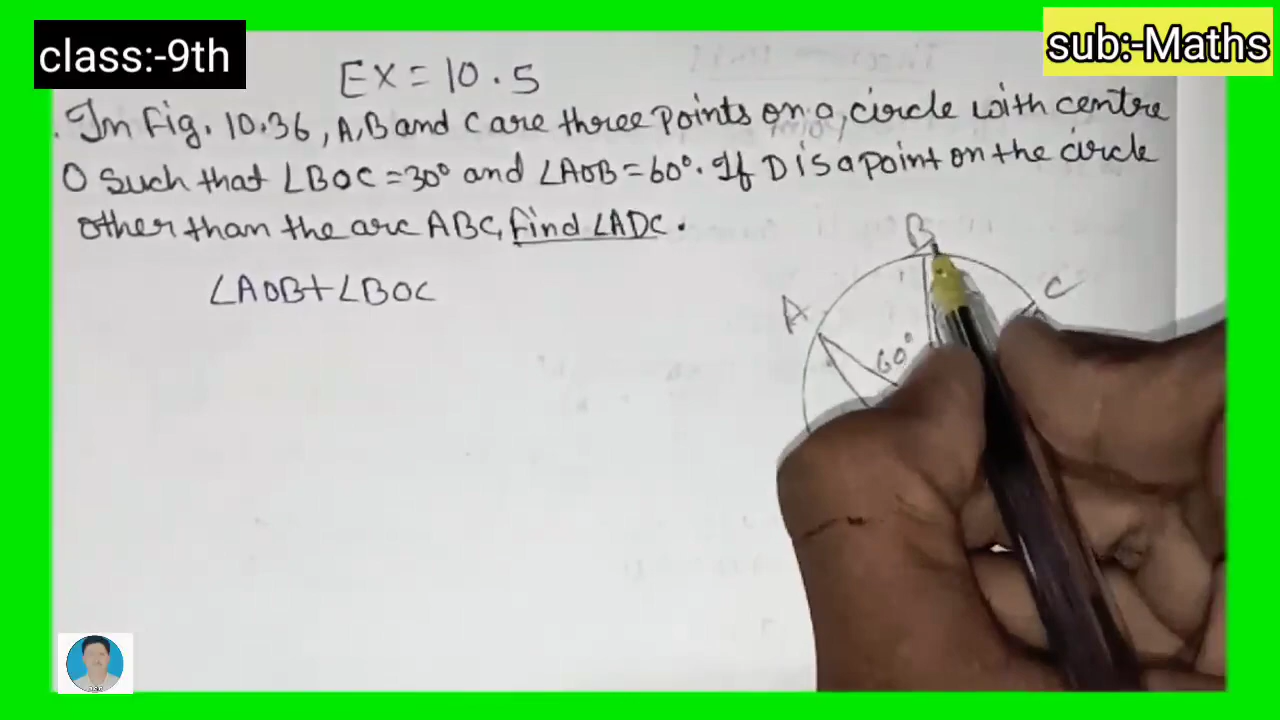 class:-9th
sub:-Maths
Ex = 10.5
. In Fig. 10.36, A, B and C are three points on a circle with centre
O such that ∠BOC = 30° and ∠AOB = 60°. If D is a point on the circle
other than the arc ABC, find ∠ADC.
∠AOB + ∠BOC
B
A
C
60°